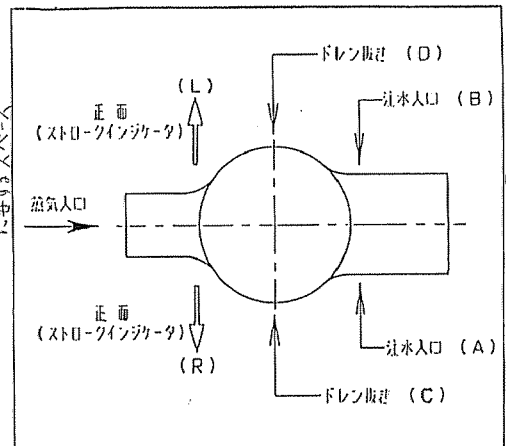 ドレン抜き (D)
(L)
注水入口 (B)
正面
(ストロークインジケータ)
蒸気入口
正面
(ストロークインジケータ)
(R)
注水入口 (A)
ドレン抜き (C)